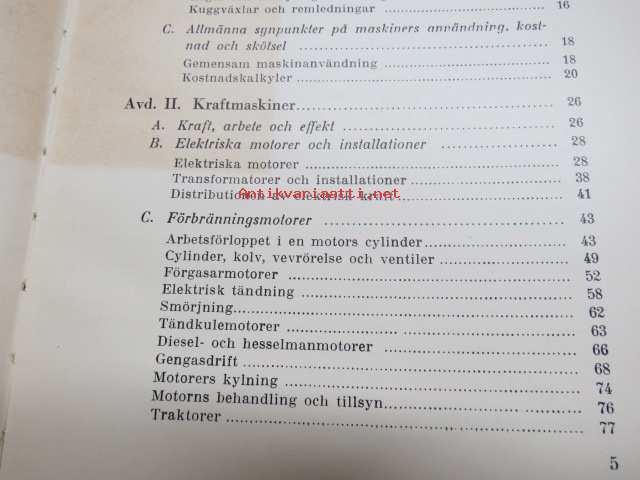 Kuggväxlar och remledningar 16
C. Allmänna synpunkter på maskiners användning, kost-
nad och skötsel 18
Gemensam maskinanvändning 18
Kostnadskalkyler 20
Avd. II. Kraftmaskiner 26
A. Kraft, arbete och effekt 26
B. Elektriska motorer och installationer 28
Elektriska motorer 28
Transformatorer och installationer 38
Distributionen av elektrisk kraft 41
Antikvariaatti.net
C. Förbränningsmotorer 43
Arbetsförloppet i en motors cylinder 43
Cylinder, kolv, vevrörelse och ventiler 49
Förgasarmotorer 52
Elektrisk tändning 58
Smörjning 62
Tändkulemotorer 63
Diesel- och hesselmanmotorer 66
Gengasdrift 68
Motorers kylning 74
Motorns behandling och tillsyn 76
Traktorer 77
5